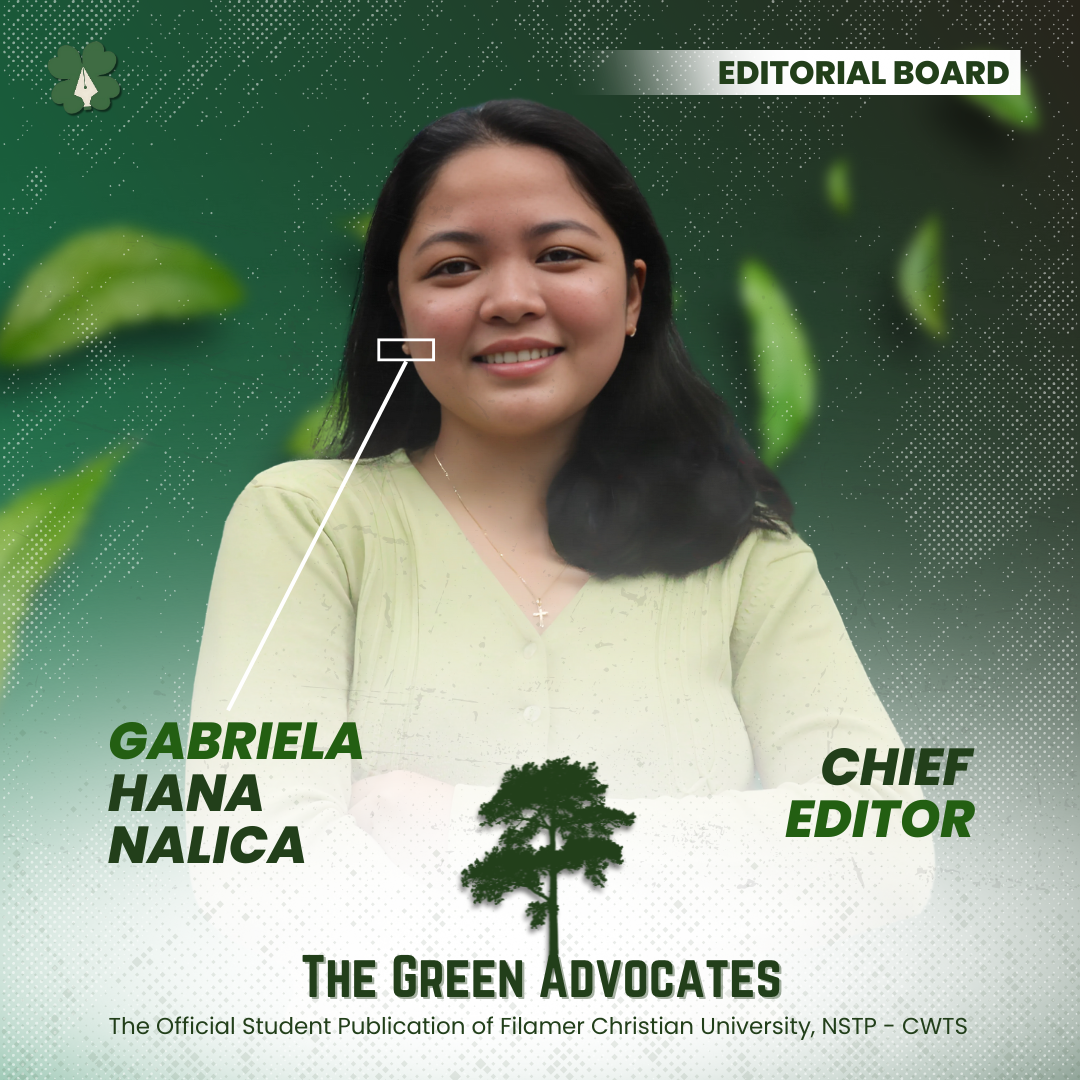 EDITORIAL BOARD
GABRIELA
HANA
NALICA
CHIEF
EDITOR
THE GREEN ADVOCATES
The Official Student Publication of Filamer Christian University, NSTP - CWTS